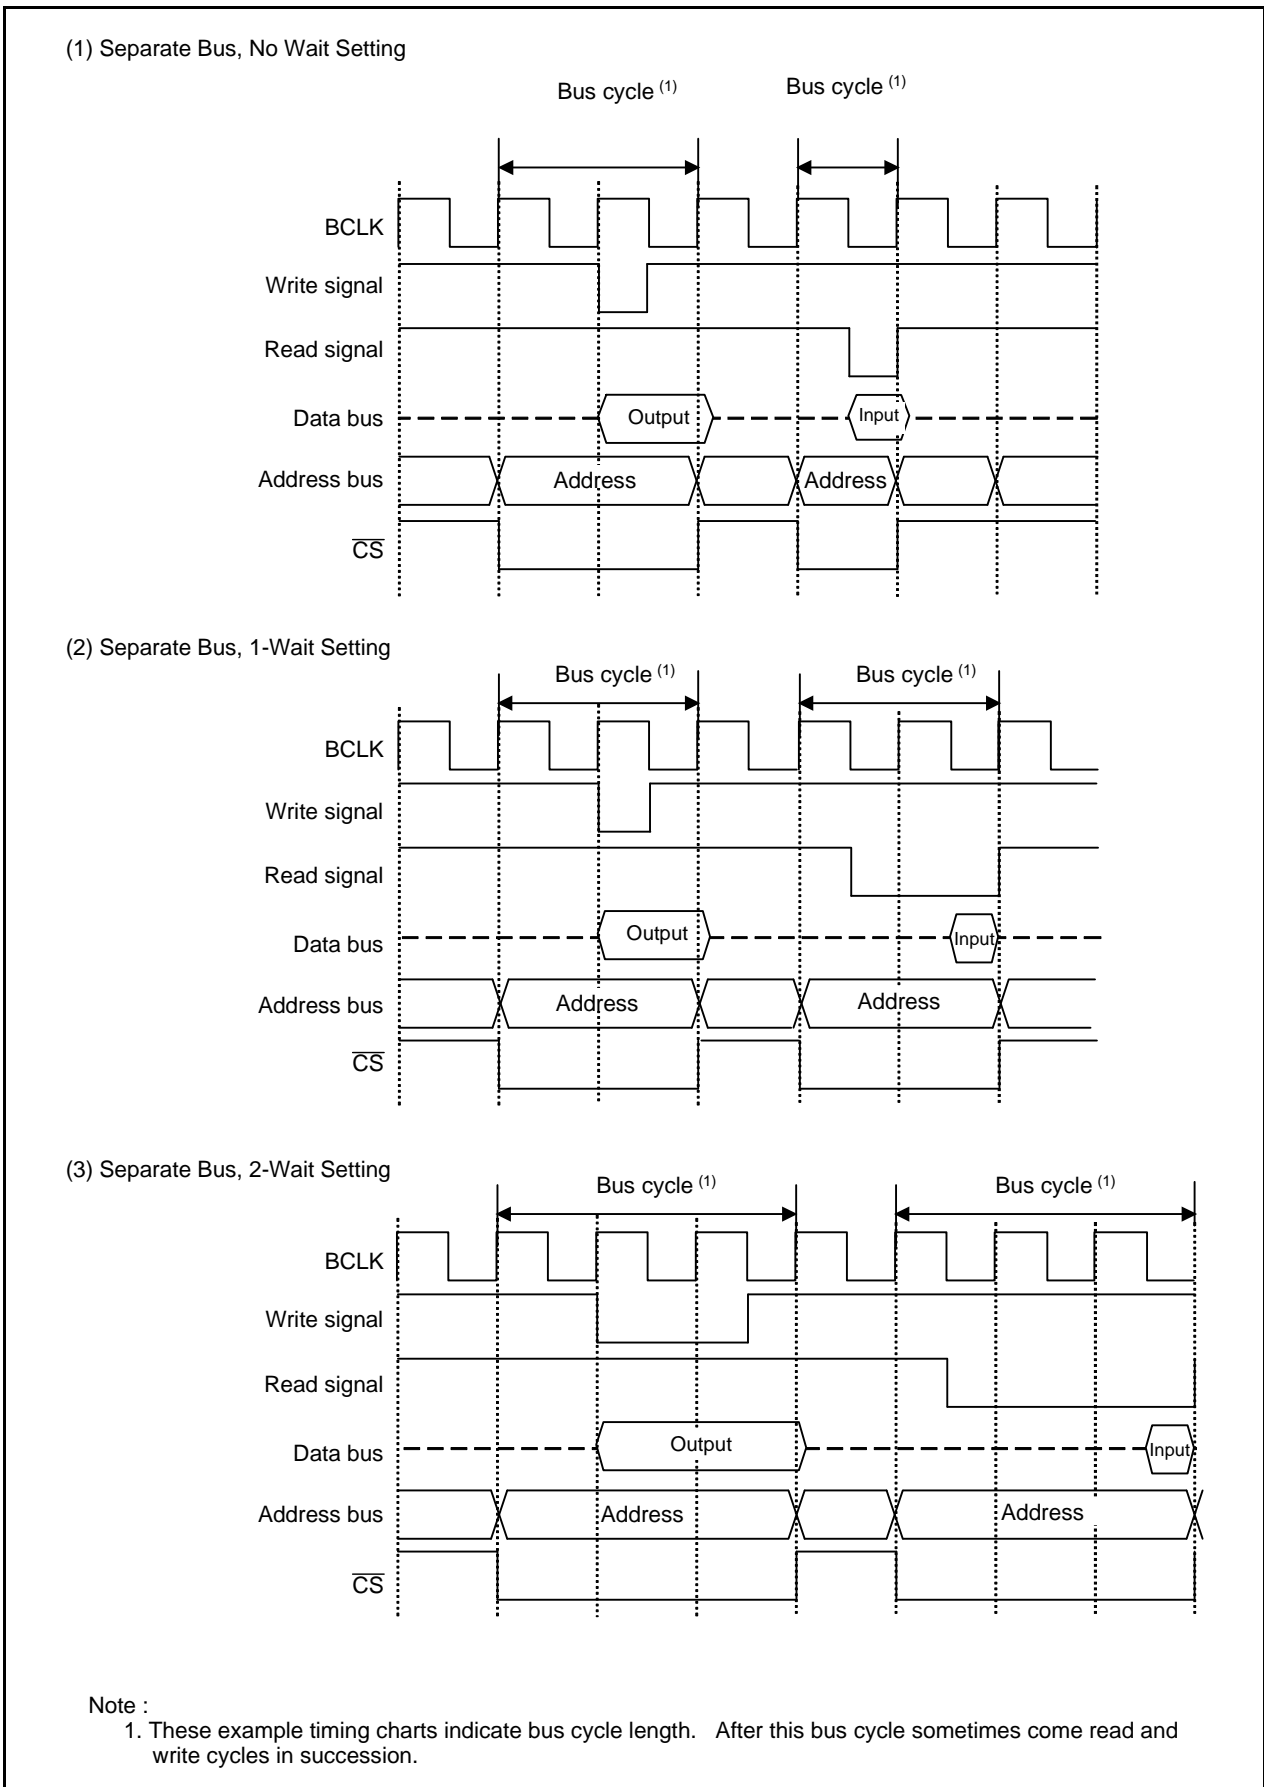 (1) Separate Bus, No Wait Setting
Bus cycle (1) Bus cycle (1)
BCLK
Write signal
Read signal
Data bus Output Input
Address bus Address Address
CS
(2) Separate Bus, 1-Wait Setting
Bus cycle (1) Bus cycle (1)
BCLK
Write signal
Read signal
Data bus Output Input
Address bus Address Address
CS
(3) Separate Bus, 2-Wait Setting
Bus cycle (1) Bus cycle (1)
BCLK
Write signal
Read signal
Data bus Output Input
Address bus Address Address
CS
Note :
1. These example timing charts indicate bus cycle length. After this bus cycle sometimes come read and
write cycles in succession.